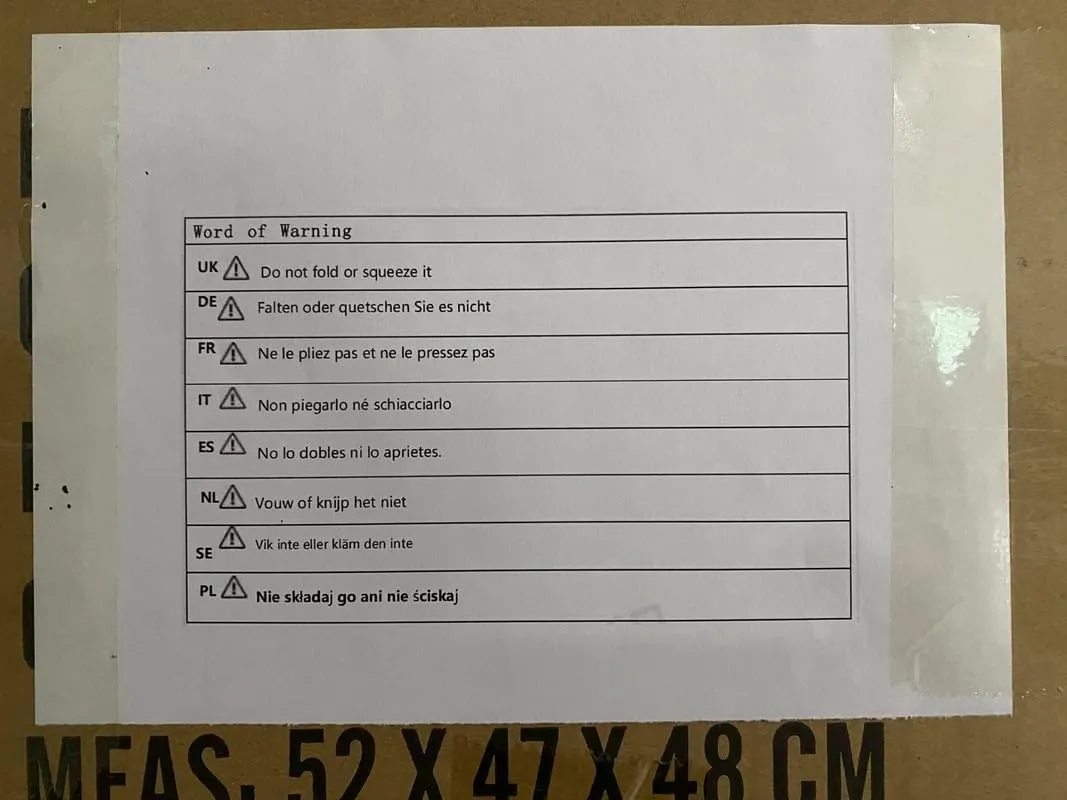 Word of Warning
UK Do not fold or squeeze it
DE Falten oder quetschen Sie es nicht
FR Ne le pliez pas et ne le pressez pas
IT Non piegarlo né schiacciarlo
ES No lo dobles ni lo aprietes.
NL Vouw of knijp het niet
SE Vik inte eller kläm den inte
PL Nie składaj go ani nie ściskaj
MEAS. 52 X 47 X 48 CM